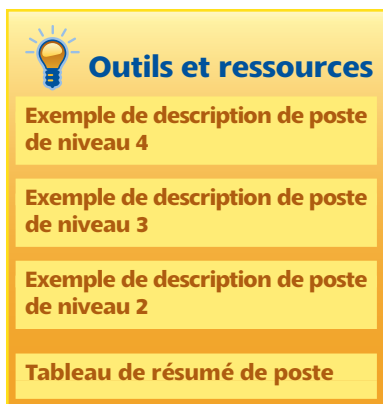 Outils et ressources
Exemple de description de poste
de niveau 4
Exemple de description de poste
de niveau 3
Exemple de description de poste
de niveau 2
Tableau de résumé de poste